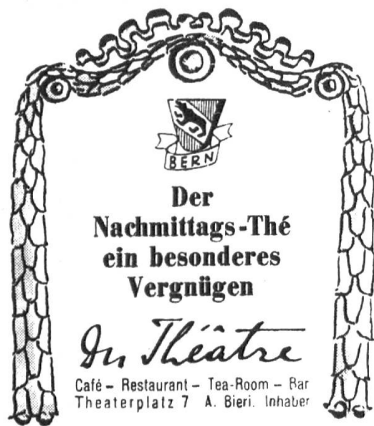 BERN
Der
Nachmittags-Thé
ein besonderes
Vergnügen
Du Théâtre
Café – Restaurant – Tea-Room – Bar
Theaterplatz 7 A. Bieri, Inhaber